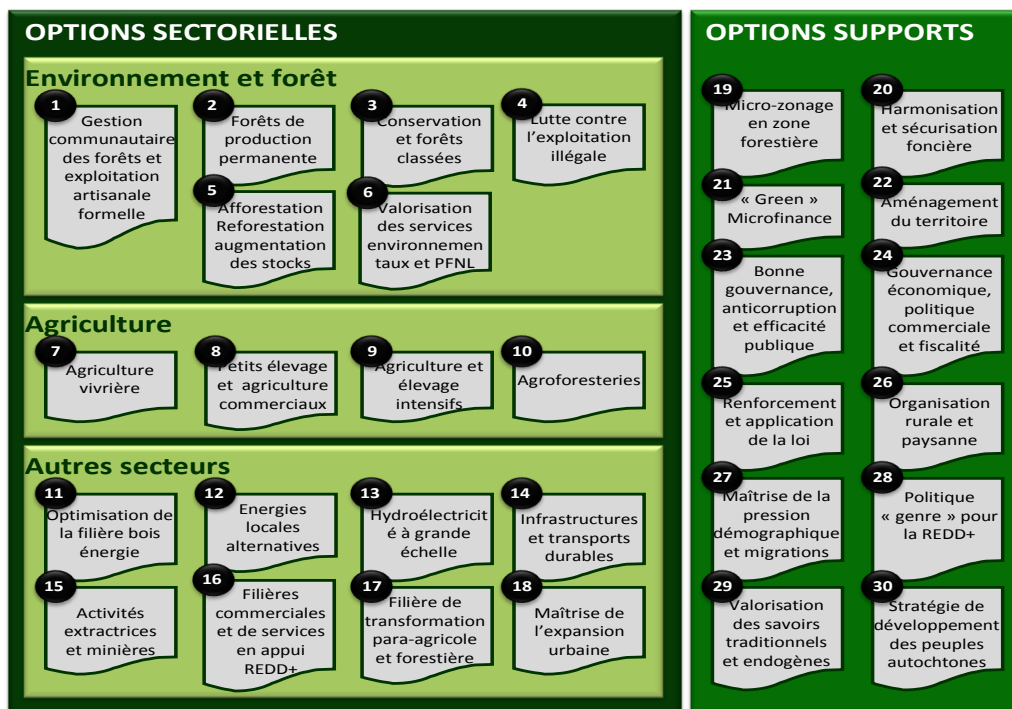 OPTIONS SECTORIELLES
Environnement et forêt
1
Gestion
communautaire
des forêts et
exploitation
artisanale
formelle
2
Forêts de
production
permanente
3
Conservation
et forêts
classées
4
Lutte contre
l'exploitation
illégale
5
Afforestation
Reforestation
augmentation
des stocks
6
Valorisation
des services
environnemen
taux et PFNL
Agriculture
7
Agriculture
vivrière
8
Petits élevage
et agriculture
commerciaux
9
Agriculture et
élevage
intensifs
10
Agroforesteries
Autres secteurs
11
Optimisation de
la filière bois
énergie
12
Energies
locales
alternatives
13
Hydroélectricit
é à grande
échelle
14
Infrastructures
et transports
durables
15
Activités
extractrices
et minières
16
Filières
commerciales
et de services
en appui
REDD+
17
Filière de
transformation
para-agricole
et forestière
18
Maîtrise de
l'expansion
urbaine
OPTIONS SUPPORTS
19
Micro-zonage
en zone
forestière
20
Harmonisation
et sécurisation
foncière
21
« Green »
Microfinance
22
Aménagement
du territoire
23
Bonne
gouvernance,
anticorruption
et efficacité
publique
24
Gouvernance
économique,
politique
commerciale
et fiscalité
25
Renforcement
et application
de la loi
26
Organisation
rurale et
paysanne
27
Maîtrise de la
pression
démographique
et migrations
28
Politique
« genre » pour
la REDD+
29
Valorisation
des savoirs
traditionnels
et endogènes
30
Stratégie de
développement
des peuples
autochtones